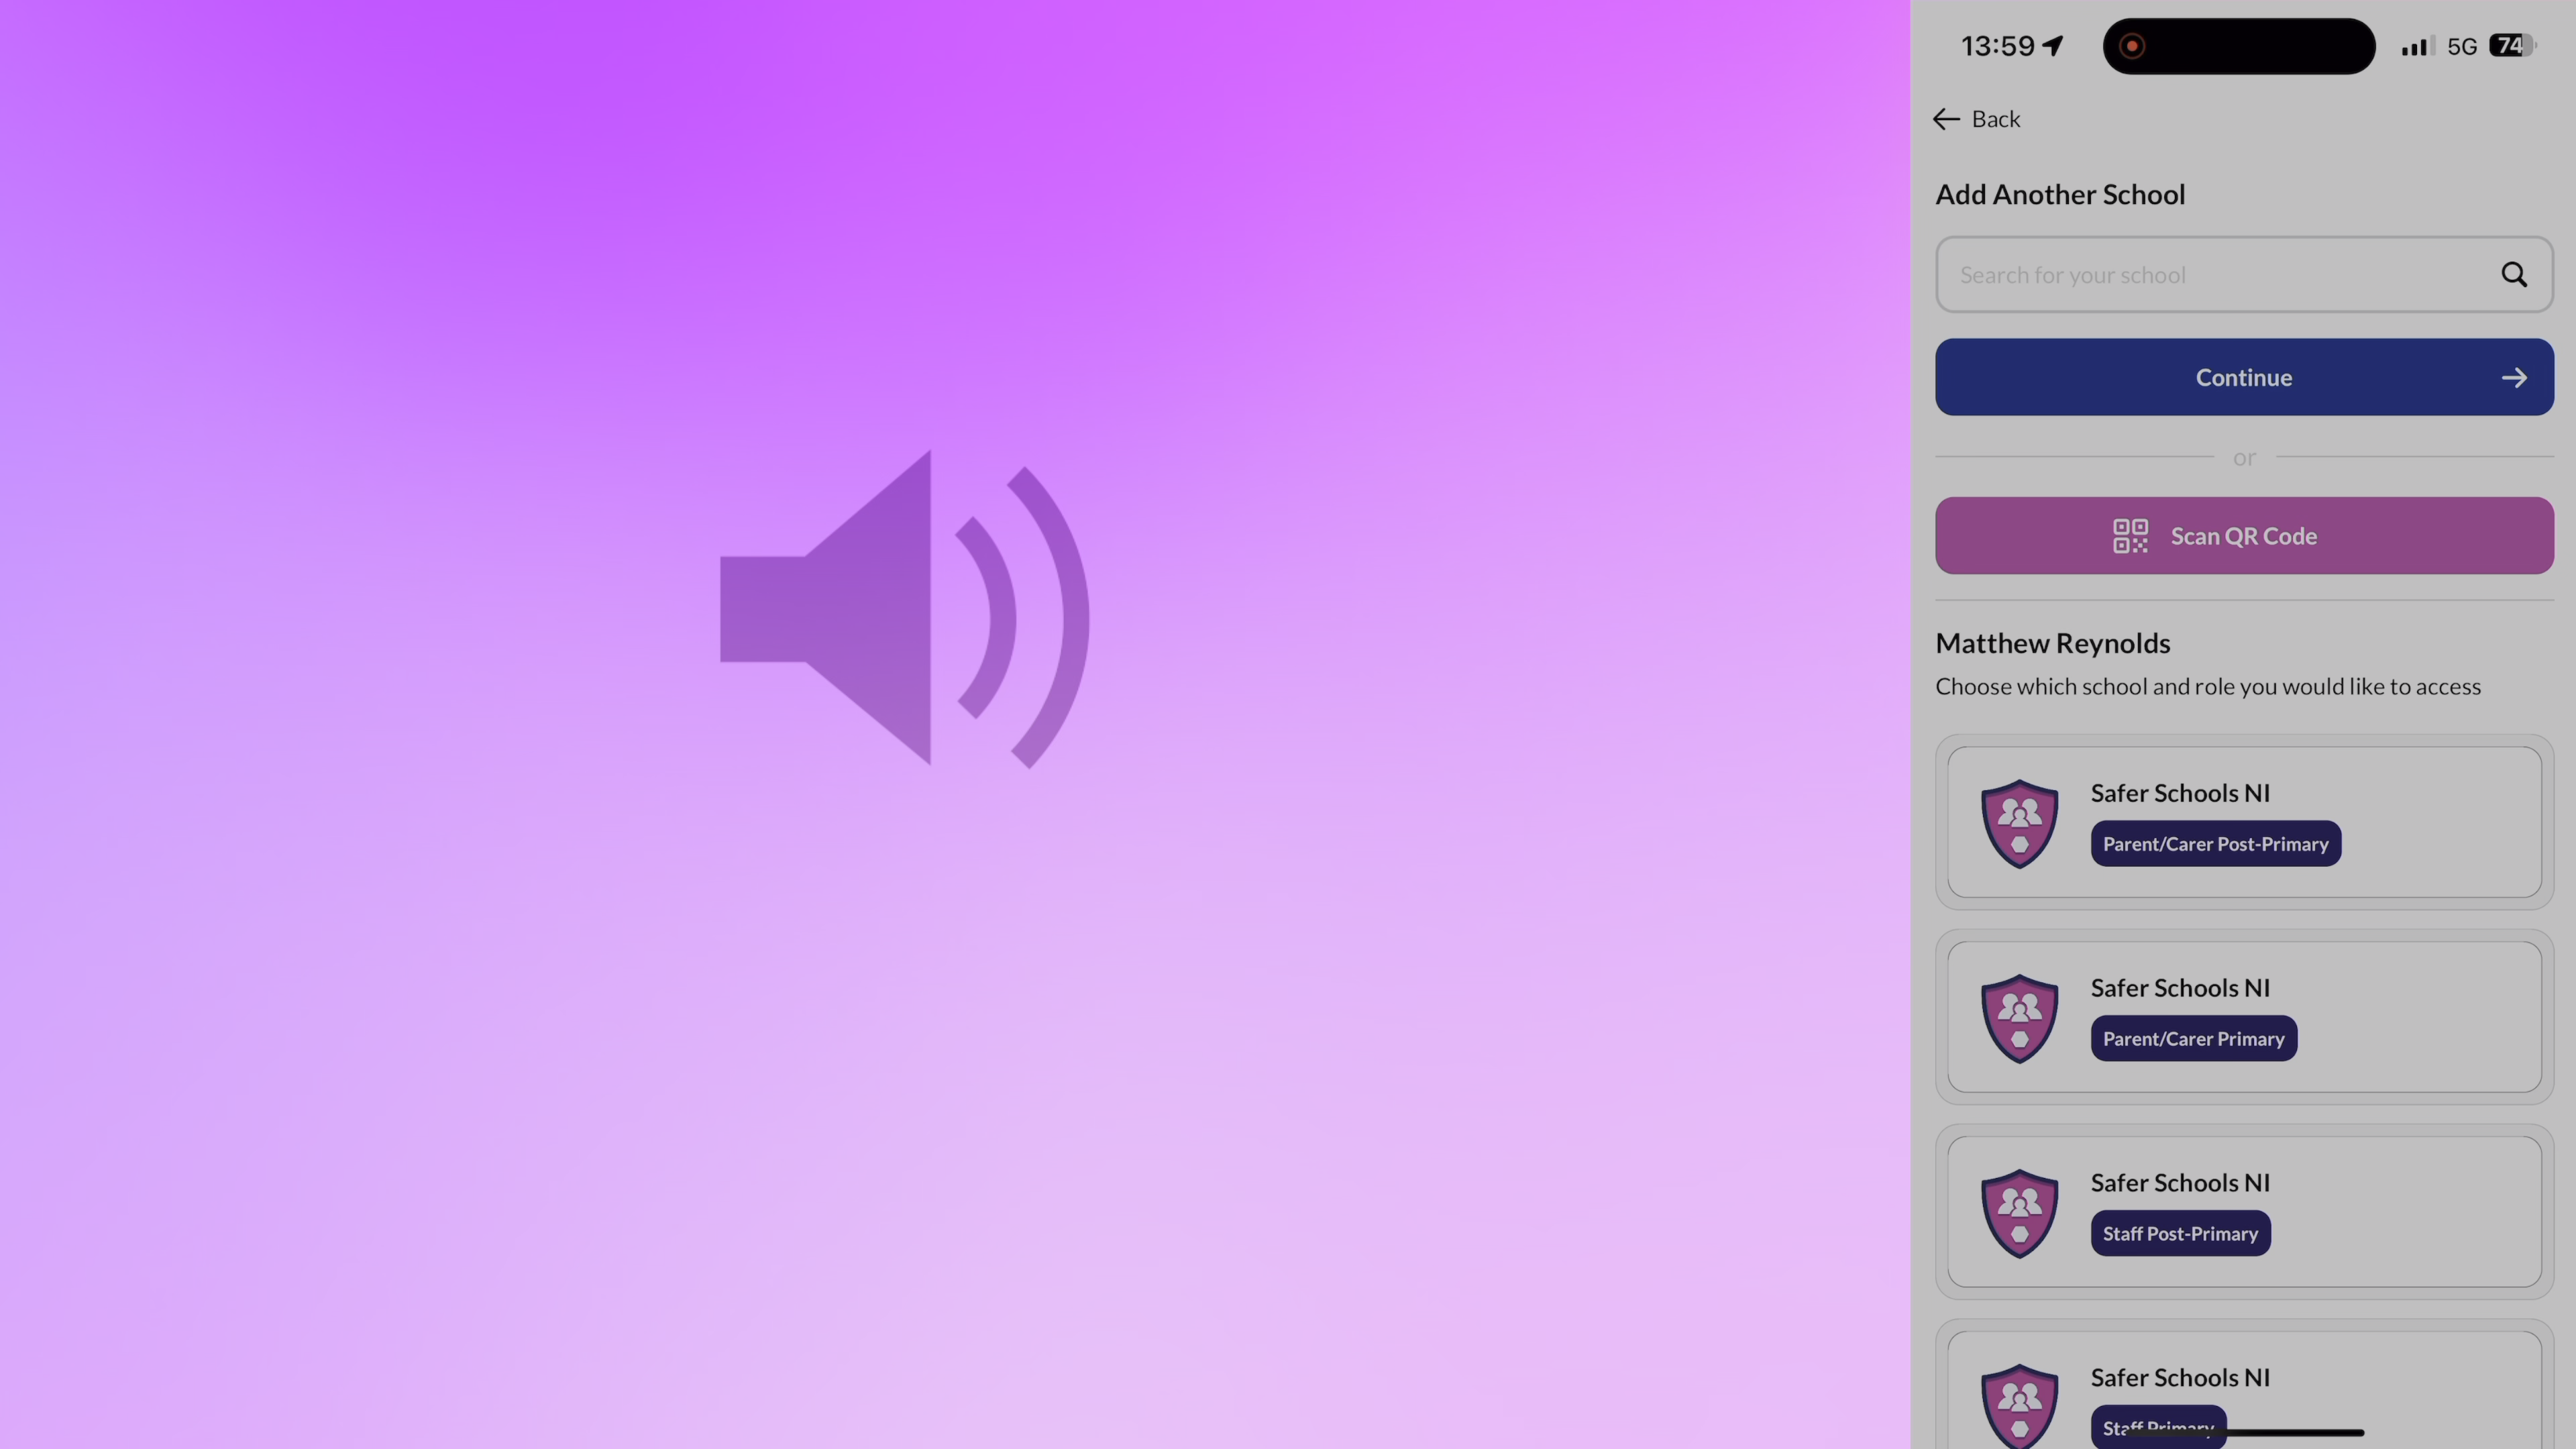 13:59
5G
74
Back
Add Another School
Search for your school
Continue
or
Scan QR Code
Matthew Reynolds
Choose which school and role you would like to access
Safer Schools NI
Parent/Carer Post-Primary
Safer Schools NI
Parent/Carer Primary
Safer Schools NI
Staff Post-Primary
Safer Schools NI
Staff Primary